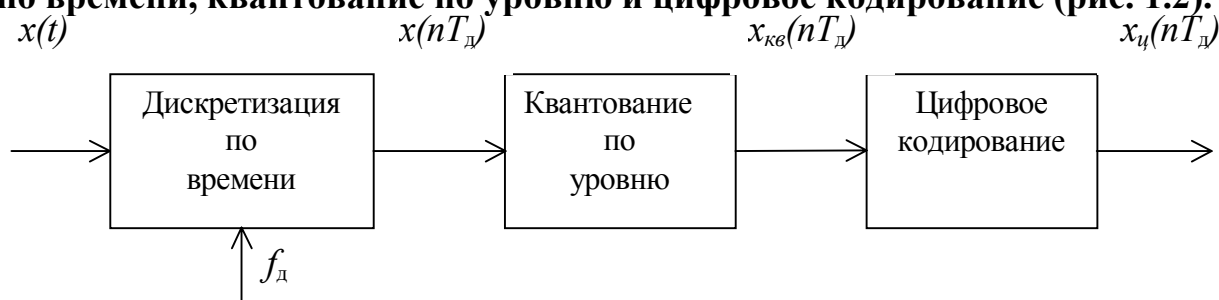 по времени, квантование по уровню и цифровое кодирование (рис. 1.2).
x(t) x(nTд) xкв(nTд) xц(nTд)
Дискретизация
по
времени
Квантование
по
уровню
Цифровое
кодирование
fд